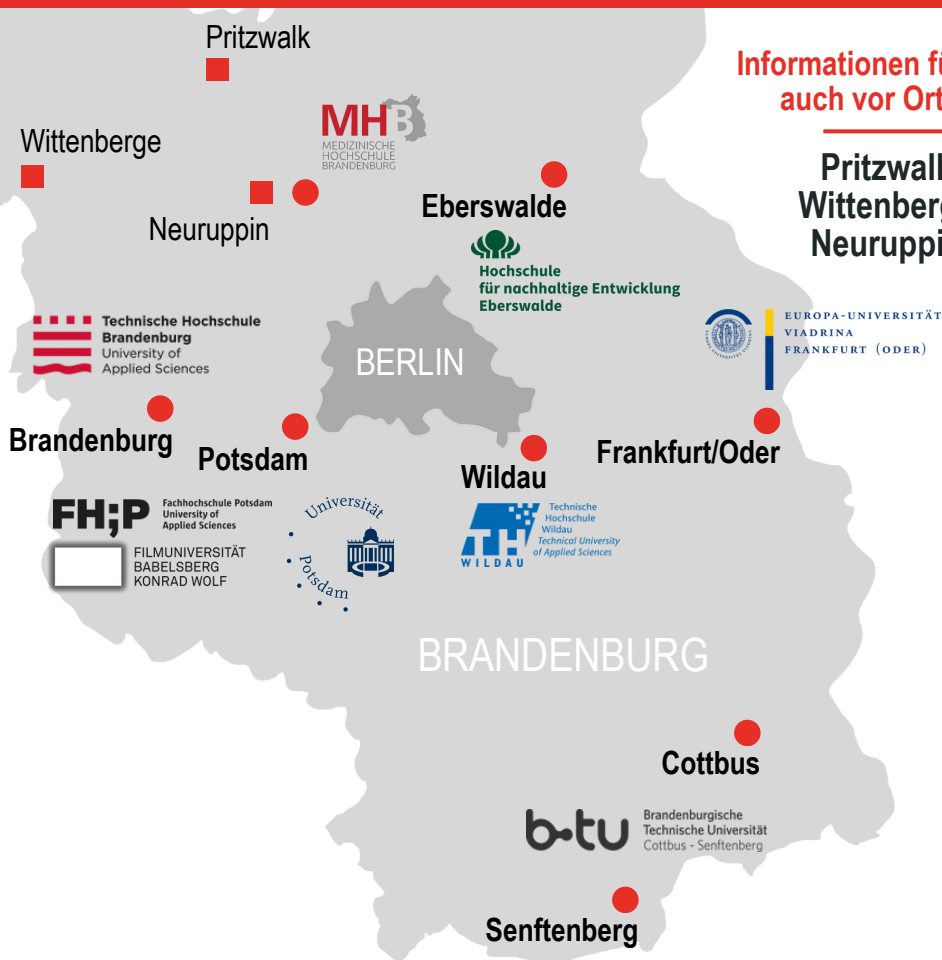 Pritzwalk
Informationen fü
auch vor Ort
MHB
MEDIZINISCHE
HOCHSCHULE
BRANDENBURG
Wittenberge
Pritzwall
Wittenberg
Neuruppi
Neuruppin
Eberswalde
Hochschule
für nachhaltige Entwicklung
Eberswalde
Technische Hochschule
Brandenburg
University of
Applied Sciences
EUROPA-UNIVERSITÄT
VIADRINA
FRANKFURT (ODER)
BERLIN
Brandenburg
Potsdam
Wildau
Frankfurt/Oder
FH;P
Fachhochschule Potsdam
University of
Applied Sciences
FILMUNIVERSITÄT
BABELSBERG
KONRAD WOLF
Universität
Potsdam
TH
WILDAU
Technische
Hochschule
Wildau
Technical University
of Applied Sciences
BRANDENBURG
Cottbus
b-tu
Brandenburgische
Technische Universität
Cottbus - Senftenberg
Senftenberg